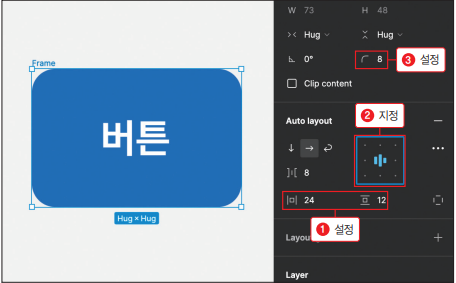 W 73 H 48
Hug Hug
0° 8 3 설정
Clip content
Frame
2 지정
Auto layout
버튼
8
24 12
Hug × Hug
1 설정
Layou
Layer